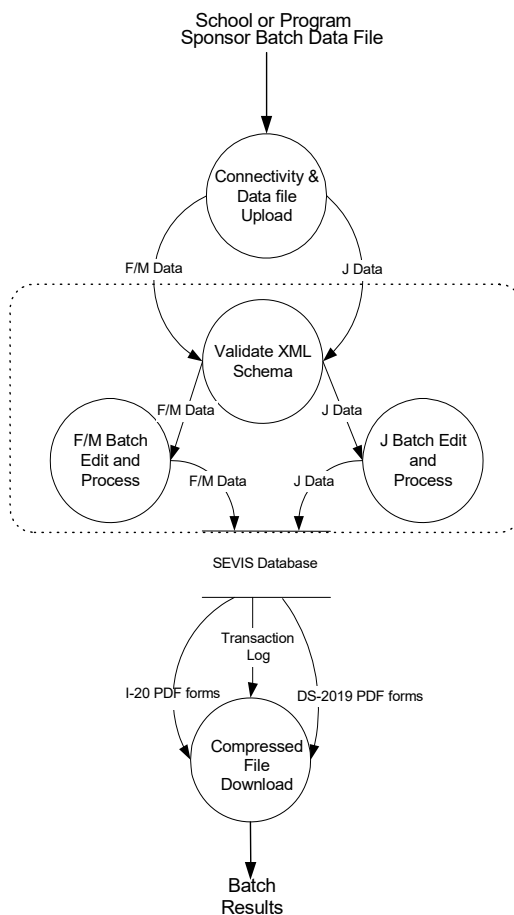 School or Program
Sponsor Batch Data File
Connectivity &
Data file
Upload
F/M Data
J Data
Validate XML
Schema
F/M Data
J Data
F/M Batch
Edit and
Process
J Batch Edit
and
Process
F/M Data
J Data
SEVIS Database
Transaction
Log
I-20 PDF forms
DS-2019 PDF forms
Compressed
File
Download
Batch
Results